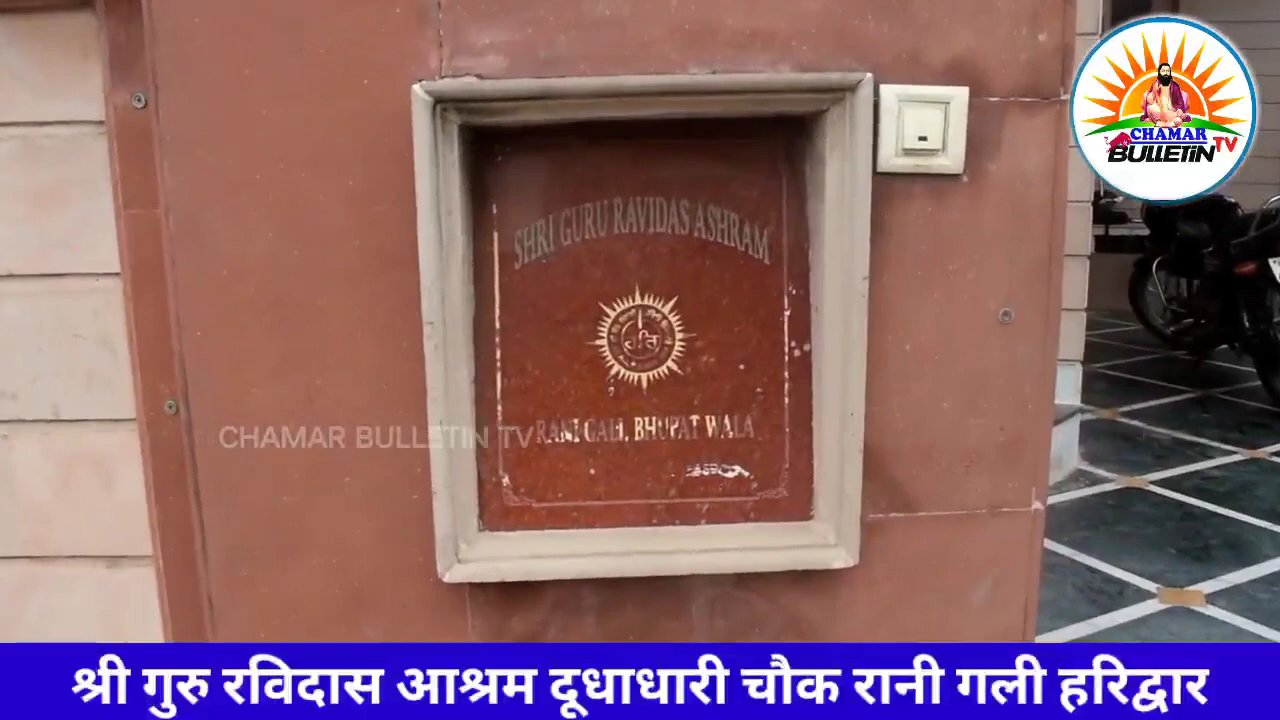 CHAMAR
BULLETIN TV
SHRI GURU RAVIDAS ASHRAM
RANI GALI, BHUPAT WALA
CHAMAR BULLETIN TV
श्री गुरु रविदास आश्रम दूधाधारी चौक रानी गली हरिद्वार